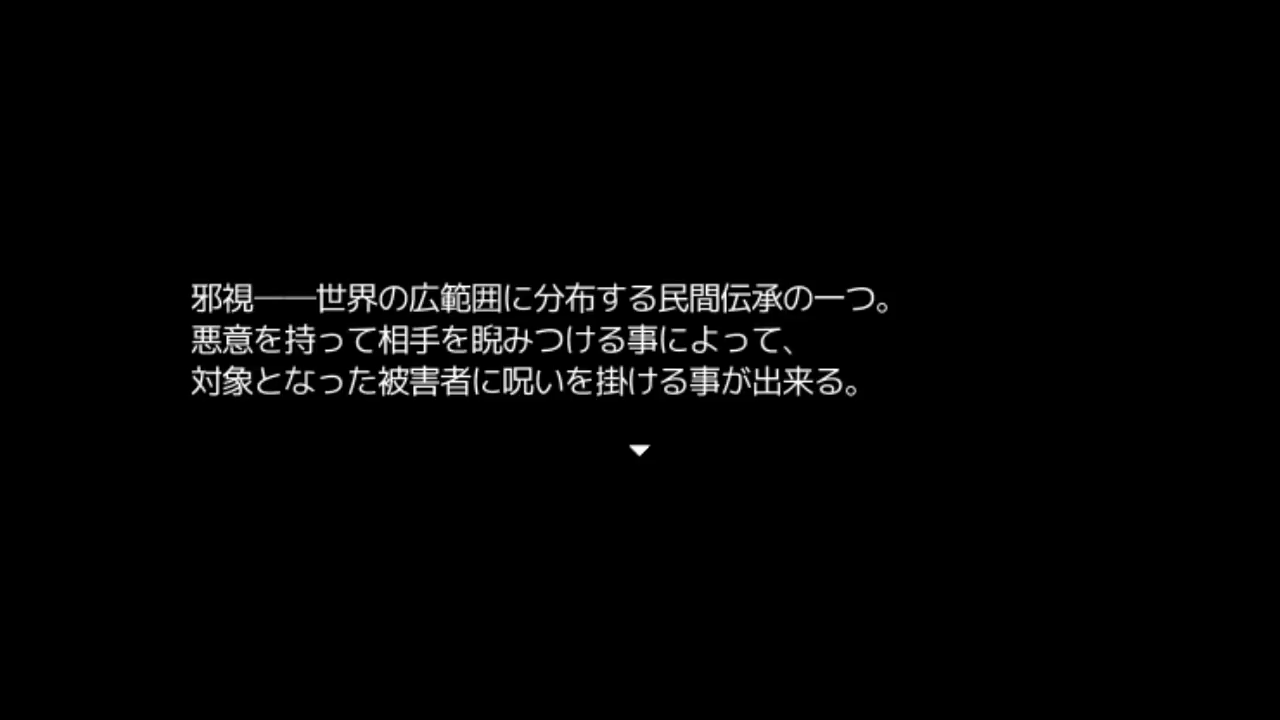 邪視――世界の広範囲に分布する民間伝承の一つ。
悪意を持って相手を睨みつける事によって、
対象となった被害者に呪いを掛ける事が出来る。